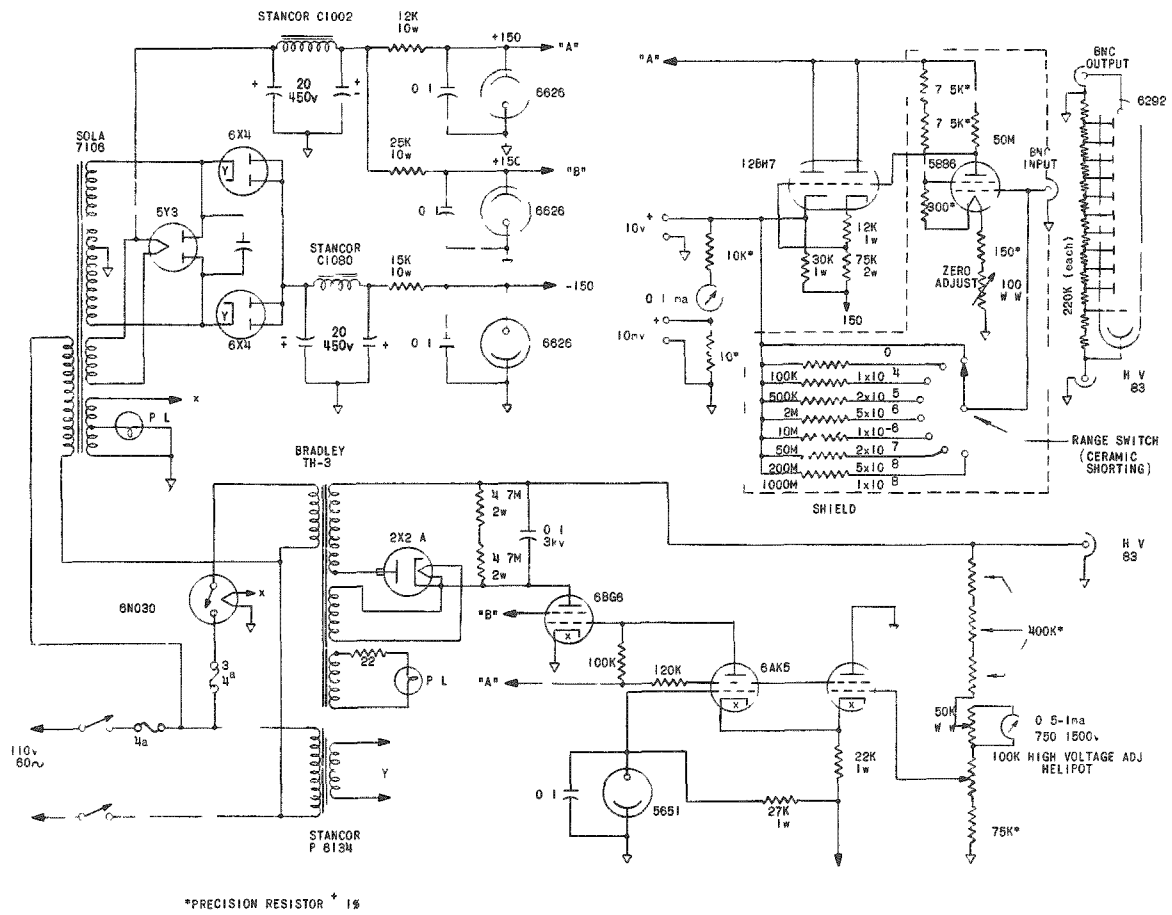 STANCOR C1002
12K
10w
+150
"A"
20
450v
0 1
6626
SOLA
7106
6X4
Y
25K
10w
+15C
"B"
0 1
6626
5Y3
STANCOR
C1080
15K
10w
-150
Y
6X4
20
450v
0 1
6626
x
P L
"A"
7 5K*
7 5K*
BNC
OUTPUT
6292
50M
12BH7
5886
BNC
INPUT
10v
10K*
12K
1w
300*
150*
30K
1w
75K
2w
ZERO
ADJUST
100
W W
220K (each)
0 1 ma
150
10mv
10*
0
100K 1x10 4
500K 2x10 5
2M 5x10 6
10M 1x10 -6
50M 2x10 7
200M 5x10 8
1000M 1x10 8
H V
83
RANGE SWITCH
(CERAMIC
SHORTING)
SHIELD
BRADLEY
TH-3
4 7M
2w
2X2 A
0 1
3kv
4 7M
2w
H V
83
6N030
x
"B"
6BG6
x
400K*
22
P L
100K
"A"
120K
6AK5
x
x
3
4a
4a
110v
60~
Y
50K
W W
0 5-1ma
750 1500v
100K HIGH VOLTAGE ADJ
HELIPOT
22K
1w
0 1
5651
27K
1w
75K*
STANCOR
P 6134
*PRECISION RESISTOR + 1%